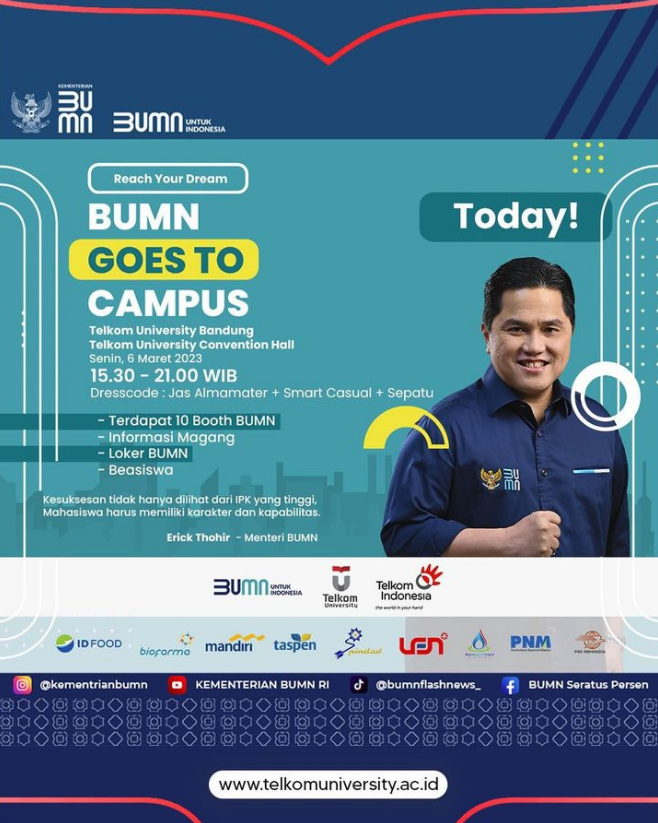 KEMENTERIAN
BUMN
BUMN UNTUK INDONESIA
Reach Your Dream
BUMN
GOES TO
CAMPUS
Today!
Telkom University Bandung
Telkom University Convention Hall
Senin, 6 Maret 2023
15.30 - 21.00 WIB
Dresscode : Jas Almamater + Smart Casual + Sepatu
- Terdapat 10 Booth BUMN
- Informasi Magang
- Loker BUMN
- Beasiswa
Kesuksesan tidak hanya dilihat dari IPK yang tinggi,
Mahasiswa harus memiliki karakter dan kapabilitas.
Erick Thohir - Menteri BUMN
BUMN
BUMN UNTUK INDONESIA
Telkom University
Telkom Indonesia
the world in your hand
ID FOOD
biofarma
mandiri
taspen
pindad
LEN
PNM
POS INDONESIA
@kementrianbumn
KEMENTERIAN BUMN RI
@bumnflashnews_
BUMN Seratus Persen
www.telkomuniversity.ac.id